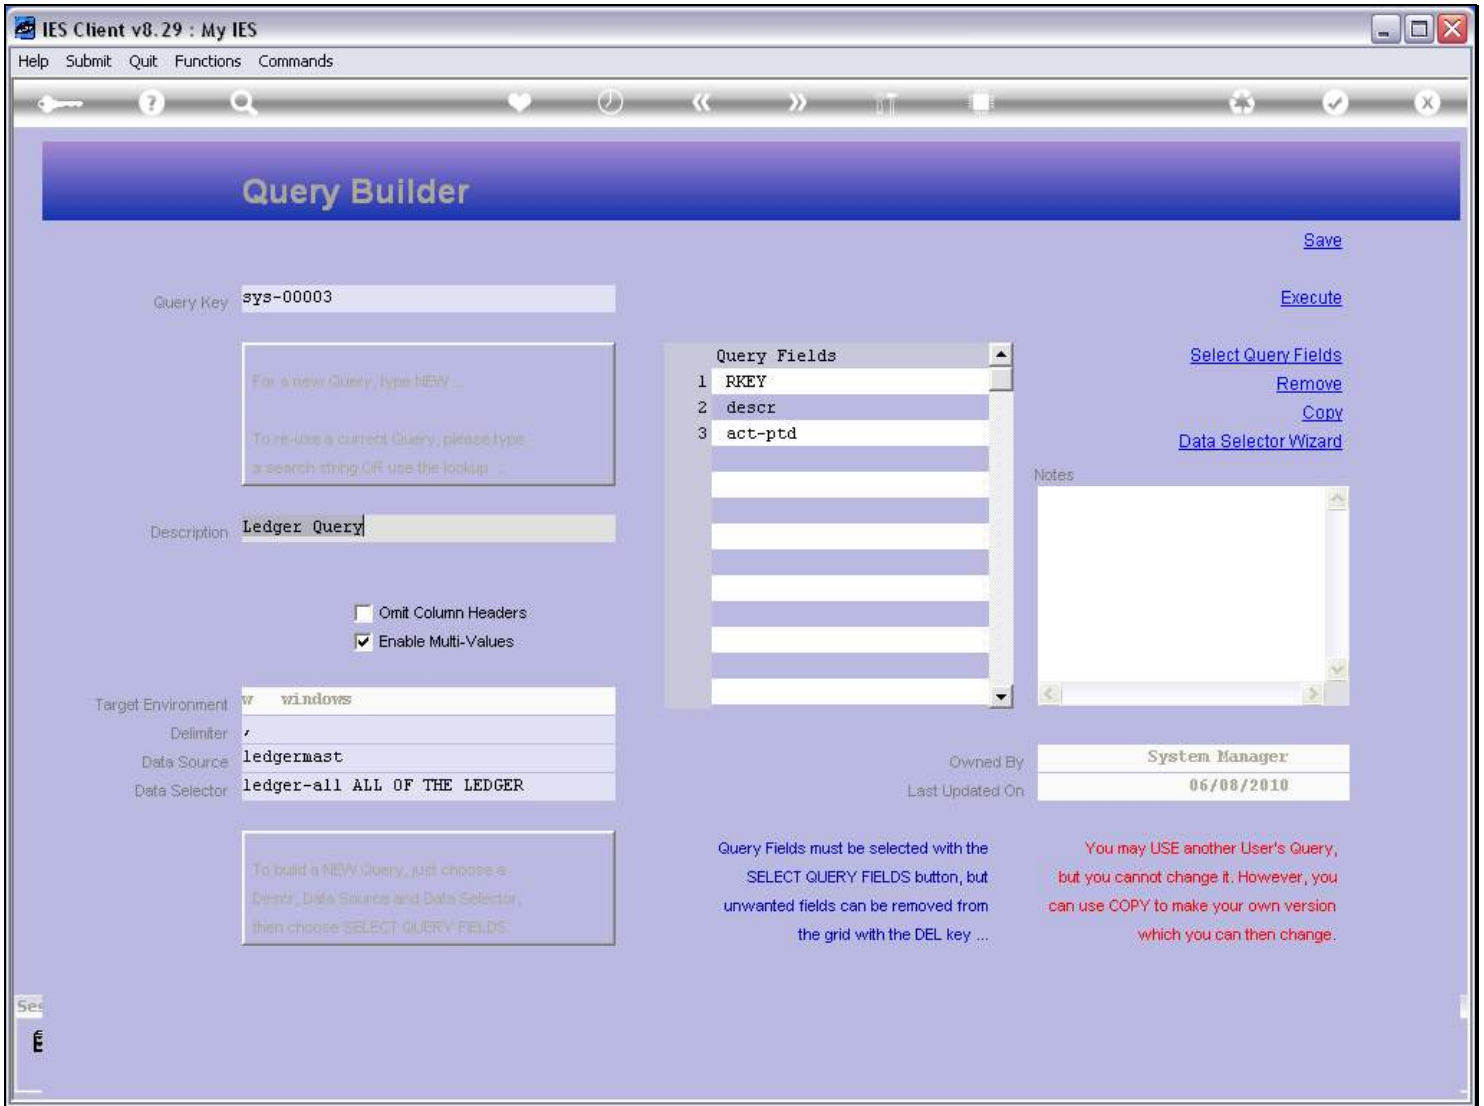 IES Client v8.29 : My IES
Help Submit Quit Functions Commands
Query Builder
Save
Query Key sys-00003
Execute
For a new Query, type NEW ...
To re-use a current Query, please type
a search string OR use the lookup ...
Query Fields
1 RKEY
2 descr
3 act-ptd
Select Query Fields
Remove
Copy
Data Selector Wizard
Notes
Description Ledger Query
Omit Column Headers
Enable Multi-Values
Target Environment w windows
Delimiter ,
Data Source ledgermast
Data Selector ledger-all ALL OF THE LEDGER
Owned By System Manager
Last Updated On 06/08/2010
To build a NEW Query, just choose a
Descr, Data Source and Data Selector,
then choose SELECT QUERY FIELDS.
Query Fields must be selected with the
SELECT QUERY FIELDS button, but
unwanted fields can be removed from
the grid with the DEL key ...
You may USE another User's Query,
but you cannot change it. However, you
can use COPY to make your own version
which you can then change.